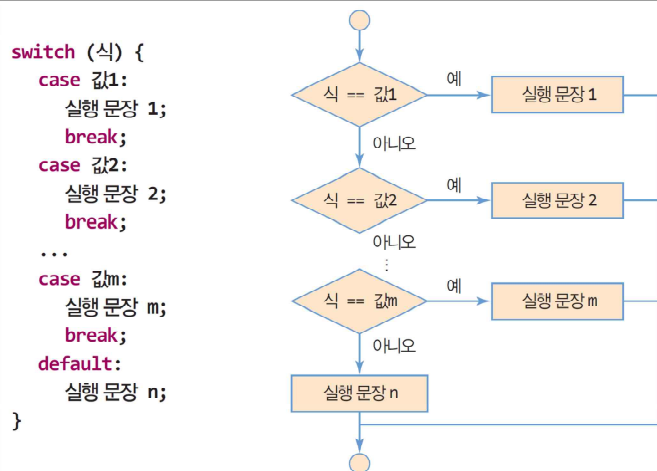 switch (식) {
case 값1:
실행 문장 1;
break;
case 값2:
실행 문장 2;
break;
...
case 값m:
실행 문장 m;
break;
default:
실행 문장 n;
}
식 == 값1
예
실행 문장 1
아니오
식 == 값2
예
실행 문장 2
아니오
⋮
식 == 값m
예
실행 문장 m
아니오
실행 문장 n